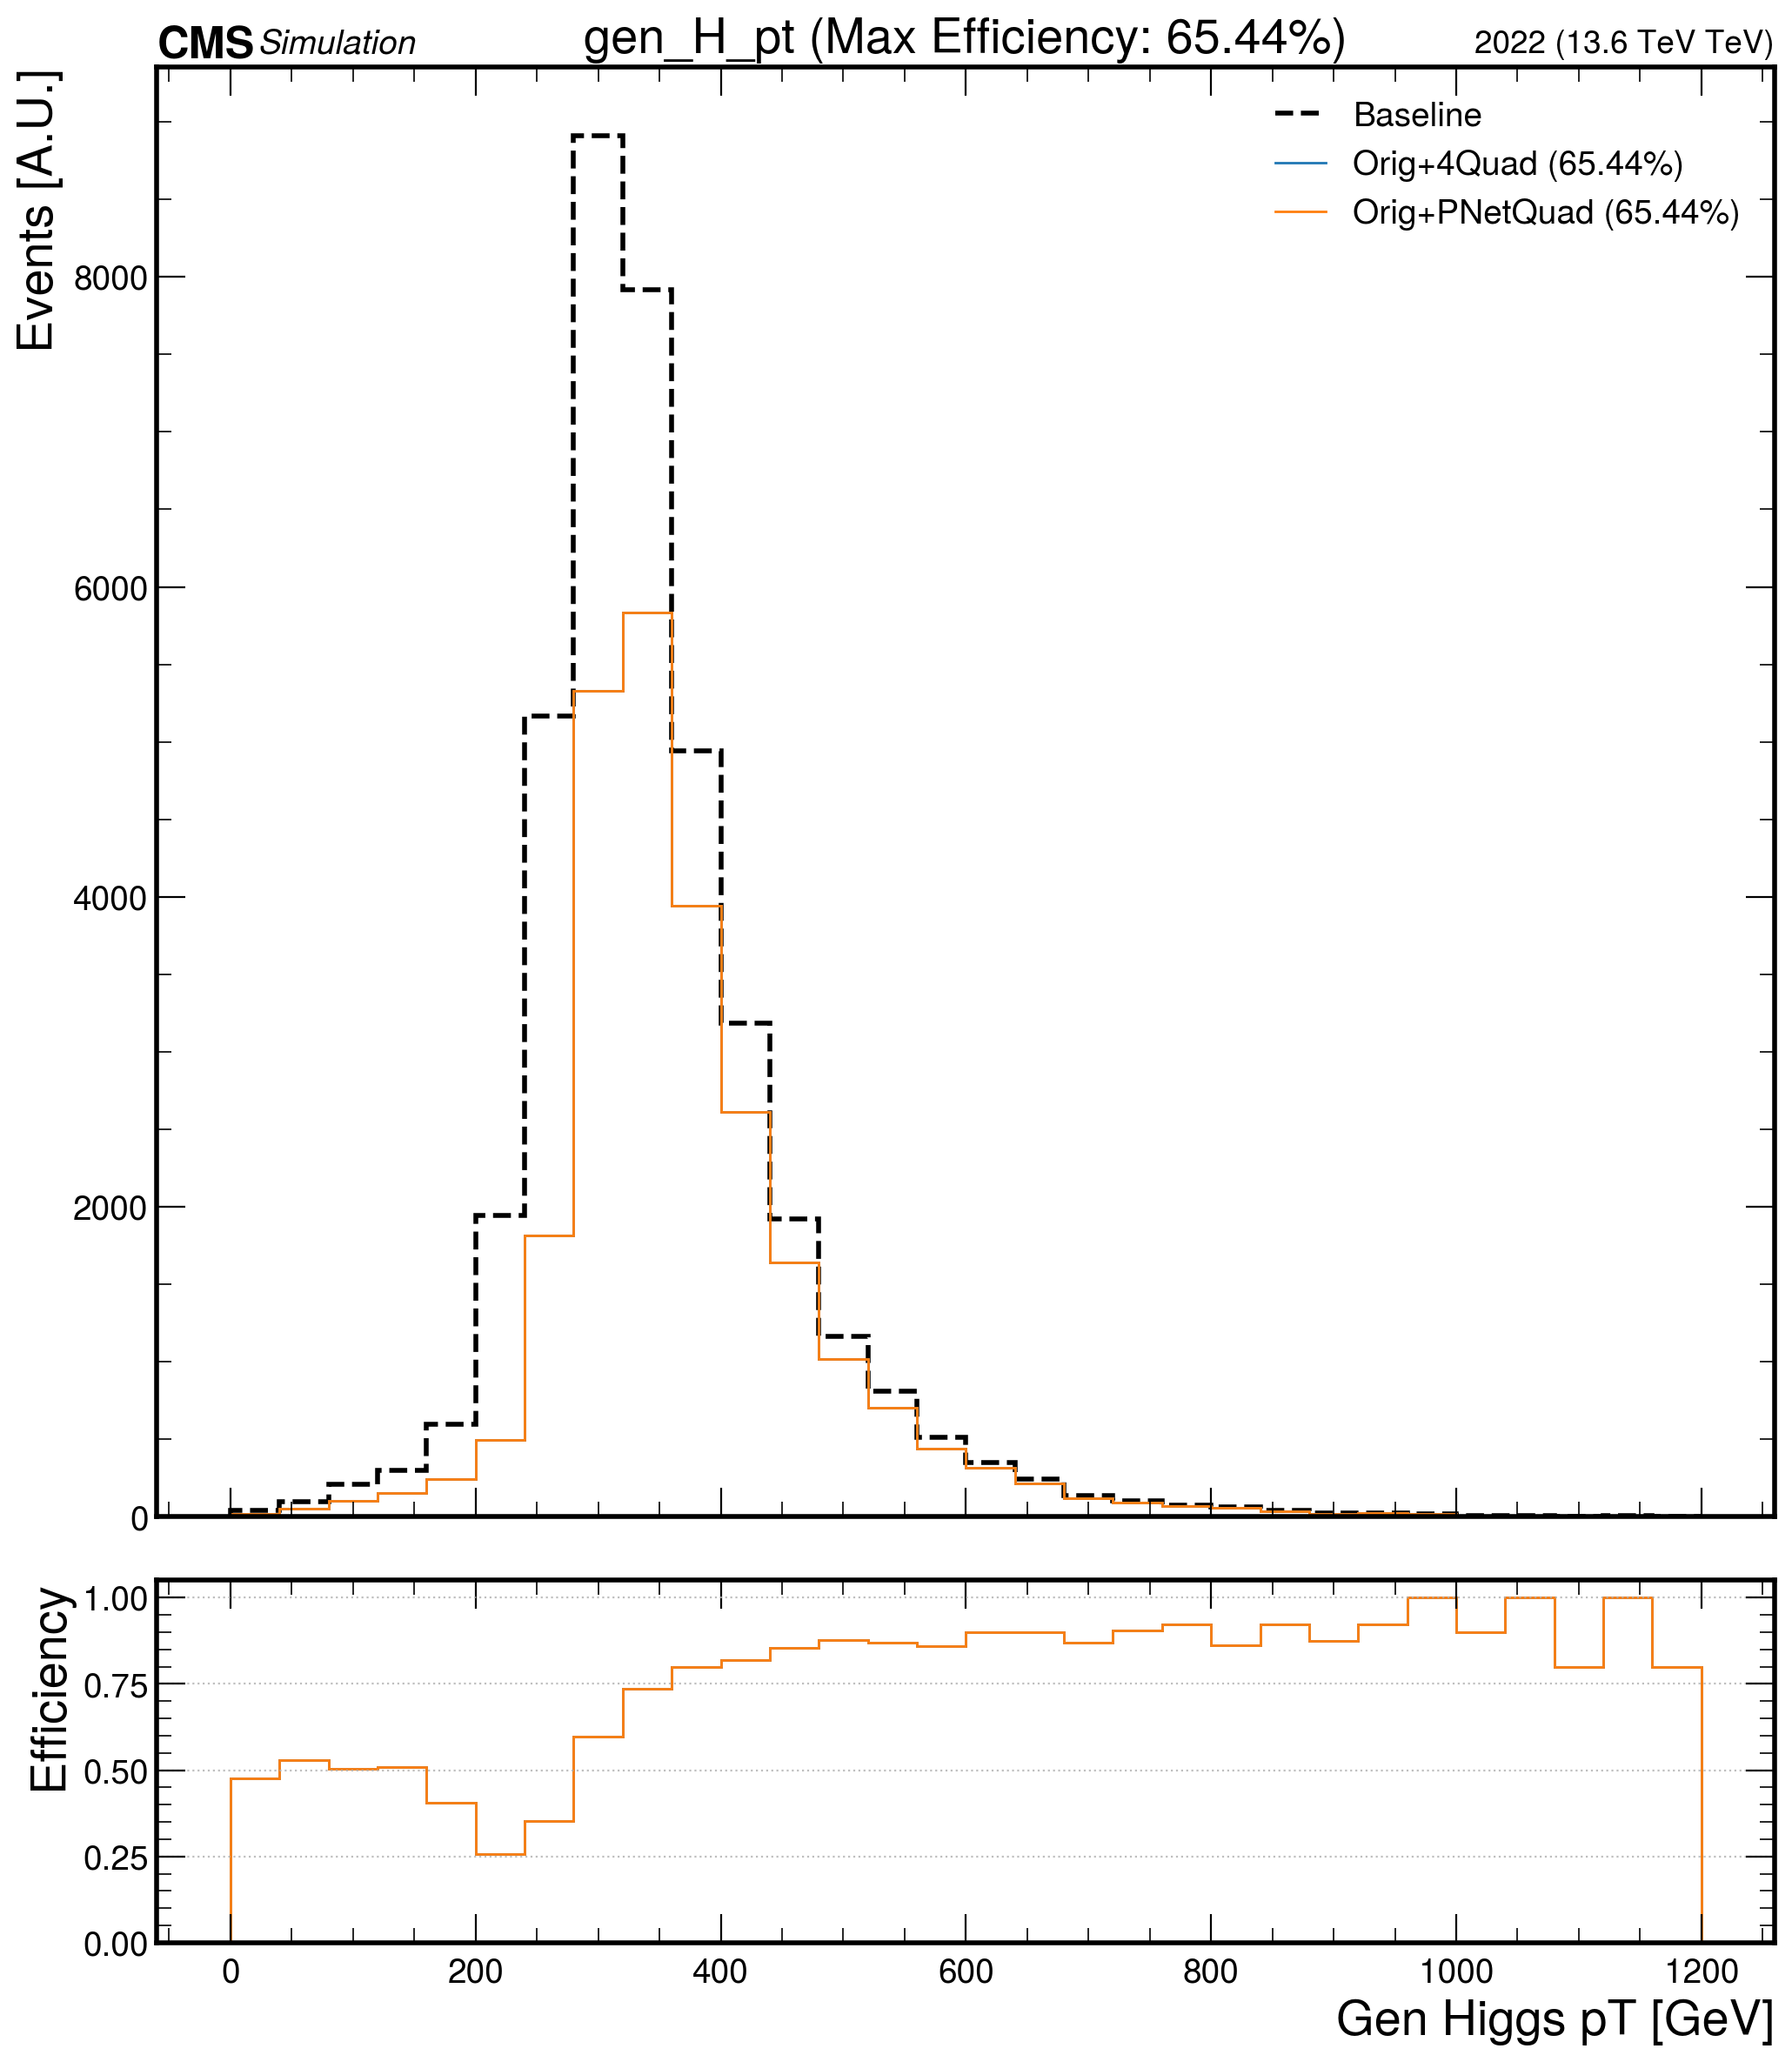 CMS Simulation
gen_H_pt (Max Efficiency: 65.44%)
2022 (13.6 TeV TeV)
Events [A.U.]
Baseline
Orig+4Quad (65.44%)
Orig+PNetQuad (65.44%)
8000
6000
4000
2000
0
Efficiency
1.00
0.75
0.50
0.25
0.00
0 200 400 600 800 1000 1200
Gen Higgs pT [GeV]